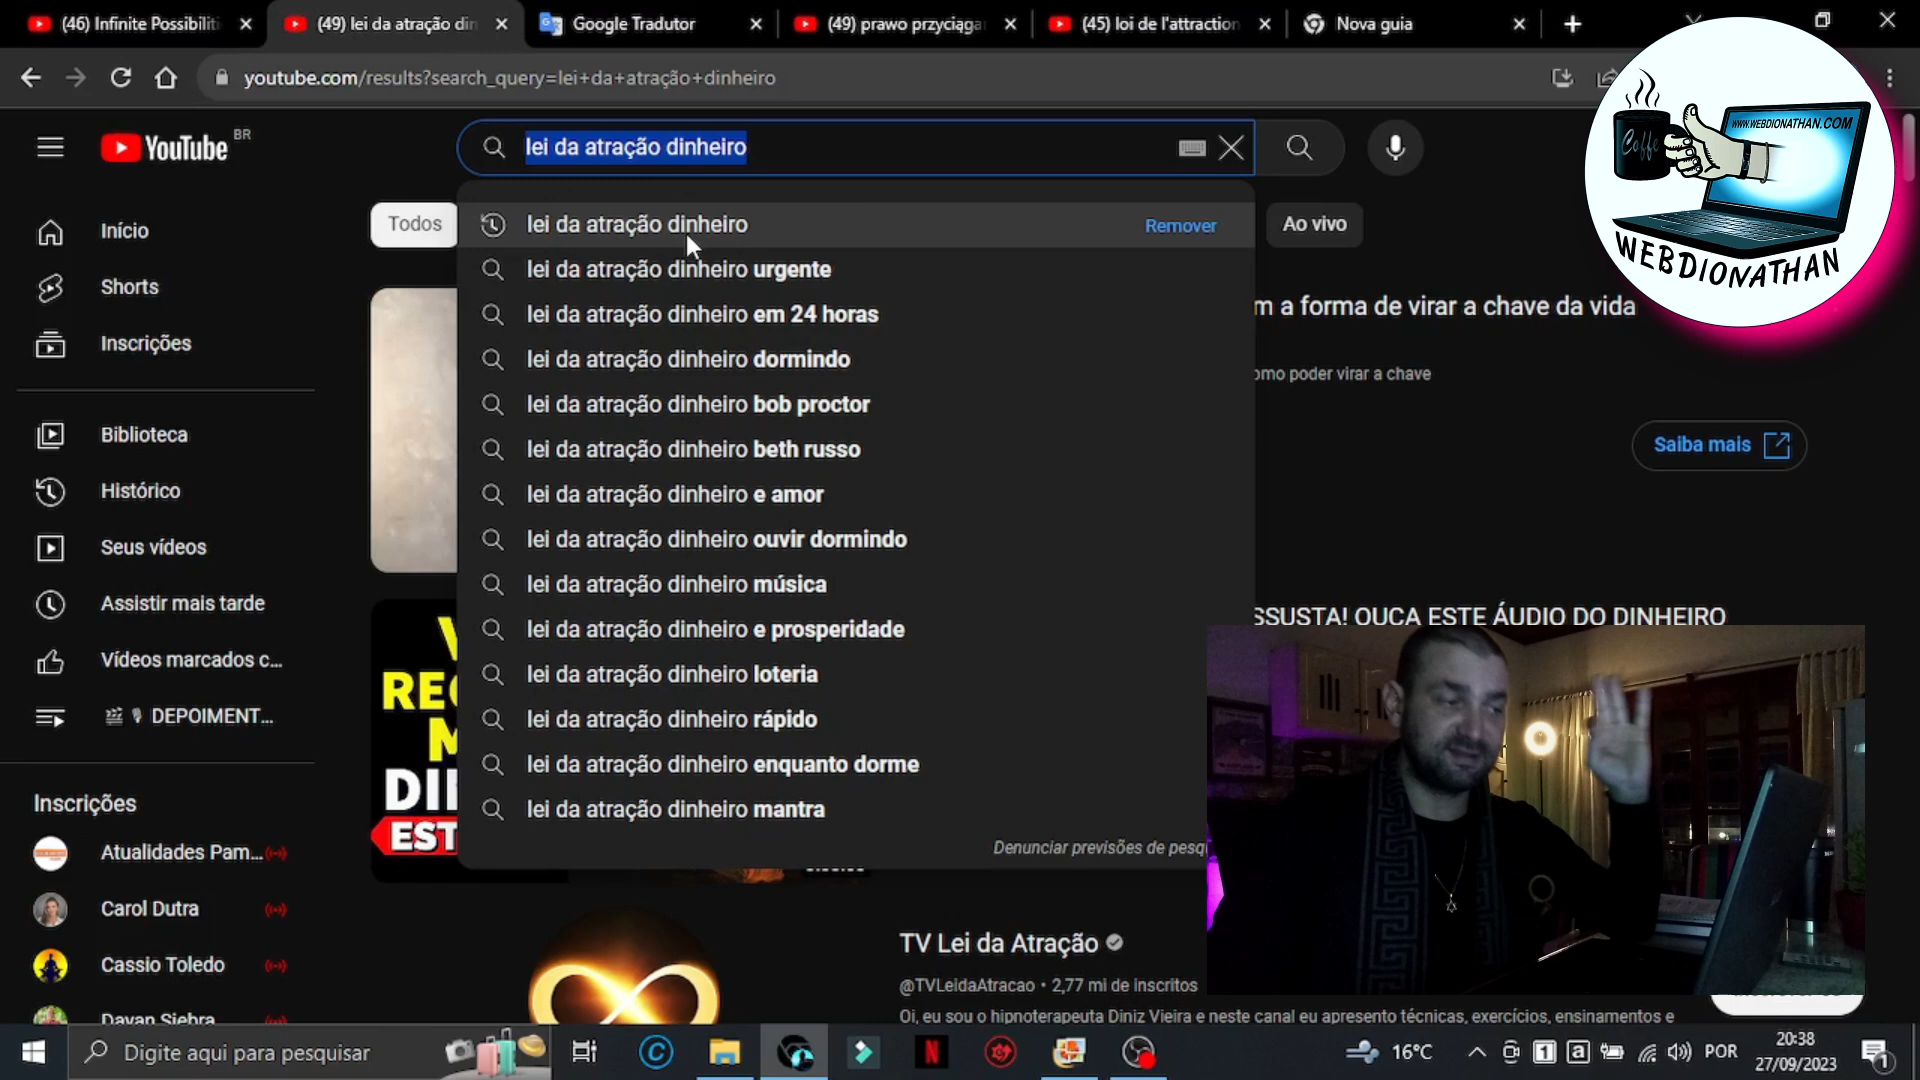 (46) Infinite Possibiliti
(49) lei da atração din
Google Tradutor
(49) prawo przyciąga
(45) loi de l'attraction
Nova guia
youtube.com/results?search_query=lei+da+atração+dinheiro
YouTube BR
lei da atração dinheiro
Início
Shorts
Inscrições
Biblioteca
Histórico
Seus vídeos
Assistir mais tarde
Vídeos marcados c...
DEPOIMENT...
Inscrições
Atualidades Pam...
Carol Dutra
Cassio Toledo
Davan Siebra
Todos
lei da atração dinheiro
Remover
lei da atração dinheiro urgente
lei da atração dinheiro em 24 horas
lei da atração dinheiro dormindo
lei da atração dinheiro bob proctor
lei da atração dinheiro beth russo
lei da atração dinheiro e amor
lei da atração dinheiro ouvir dormindo
lei da atração dinheiro música
lei da atração dinheiro e prosperidade
lei da atração dinheiro loteria
lei da atração dinheiro rápido
lei da atração dinheiro enquanto dorme
lei da atração dinheiro mantra
Denunciar previsões de pesqu
Ao vivo
m a forma de virar a chave da vida
omo poder virar a chave
Saiba mais
SSUSTA! OUÇA ESTE ÁUDIO DO DINHEIRO
V
REC
M
DI
EST
TV Lei da Atração
@TVLeidaAtracao • 2,77 mi de inscritos
Oi, eu sou o hipnoterapeuta Diniz Vieira e neste canal eu apresento técnicas, exercícios, ensinamentos e
WWW.WEBDIONATHAN.COM
Coffe
WEBDIONATHAN
Digite aqui para pesquisar
16°C
POR
20:38
27/09/2023
1